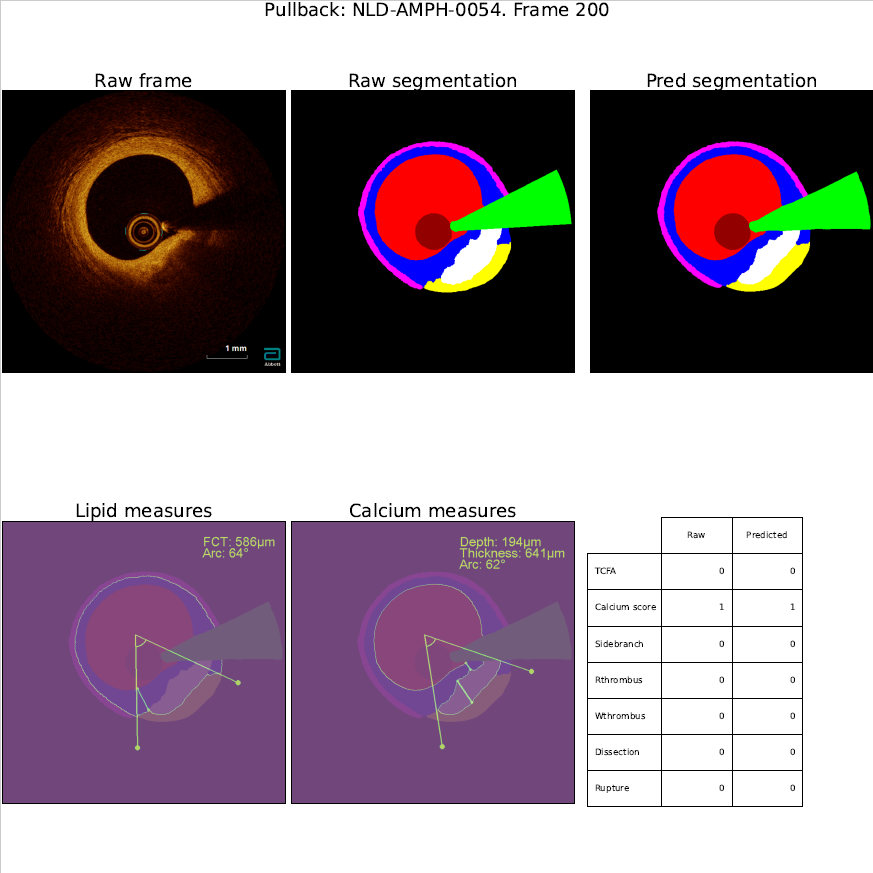 Pullback: NLD-AMPH-0054. Frame 200
Raw frame
Raw segmentation
Pred segmentation
1 mm
Abbott
Lipid measures
Calcium measures
FCT: 586µm
Arc: 64°
Depth: 194µm
Thickness: 641µm
Arc: 62°
Raw Predicted
TCFA 0 0
Calcium score 1 1
Sidebranch 0 0
Rthrombus 0 0
Wthrombus 0 0
Dissection 0 0
Rupture 0 0